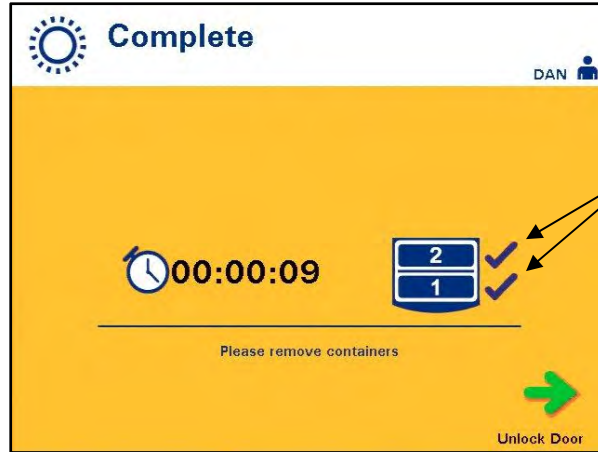 Complete
DAN
2
00:00:09
1
Please remove containers
Unlock Door